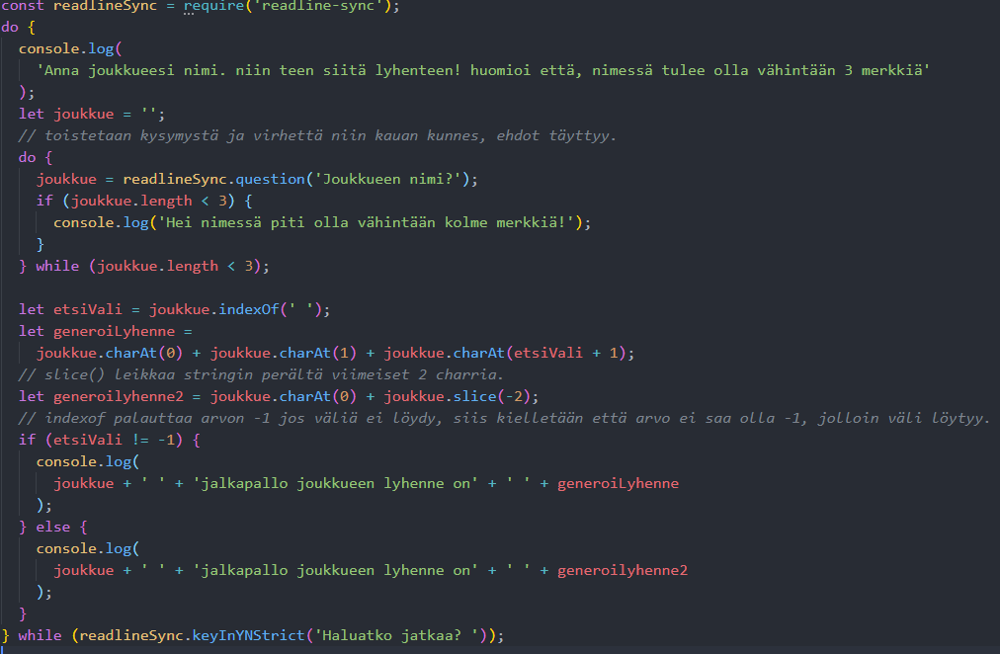 const readlineSync = require('readline-sync');
do {
  console.log(
    'Anna joukkueesi nimi. niin teen siitä lyhenteen! huomioi että, nimessä tulee olla vähintään 3 merkkiä'
  );
  let joukkue = '';
  // toistetaan kysymystä ja virhettä niin kauan kunnes, ehdot täyttyy.
  do {
    joukkue = readlineSync.question('Joukkueen nimi?');
    if (joukkue.length < 3) {
      console.log('Hei nimessä piti olla vähintään kolme merkkiä!');
    }
  } while (joukkue.length < 3);

  let etsiVali = joukkue.indexOf(' ');
  let generoiLyhenne =
    joukkue.charAt(0) + joukkue.charAt(1) + joukkue.charAt(etsiVali + 1);
  // slice() leikkaa stringin perältä viimeiset 2 charria.
  let generoilyhenne2 = joukkue.charAt(0) + joukkue.slice(-2);
  // indexof palauttaa arvon -1 jos väliä ei löydy, siis kielletään että arvo ei saa olla -1, jolloin väli löytyy.
  if (etsiVali != -1) {
    console.log(
      joukkue + ' ' + 'jalkapallo joukkueen lyhenne on' + ' ' + generoiLyhenne
    );
  } else {
    console.log(
      joukkue + ' ' + 'jalkapallo joukkueen lyhenne on' + ' ' + generoilyhenne2
    );
  }
} while (readlineSync.keyInYNStrict('Haluatko jatkaa? '));